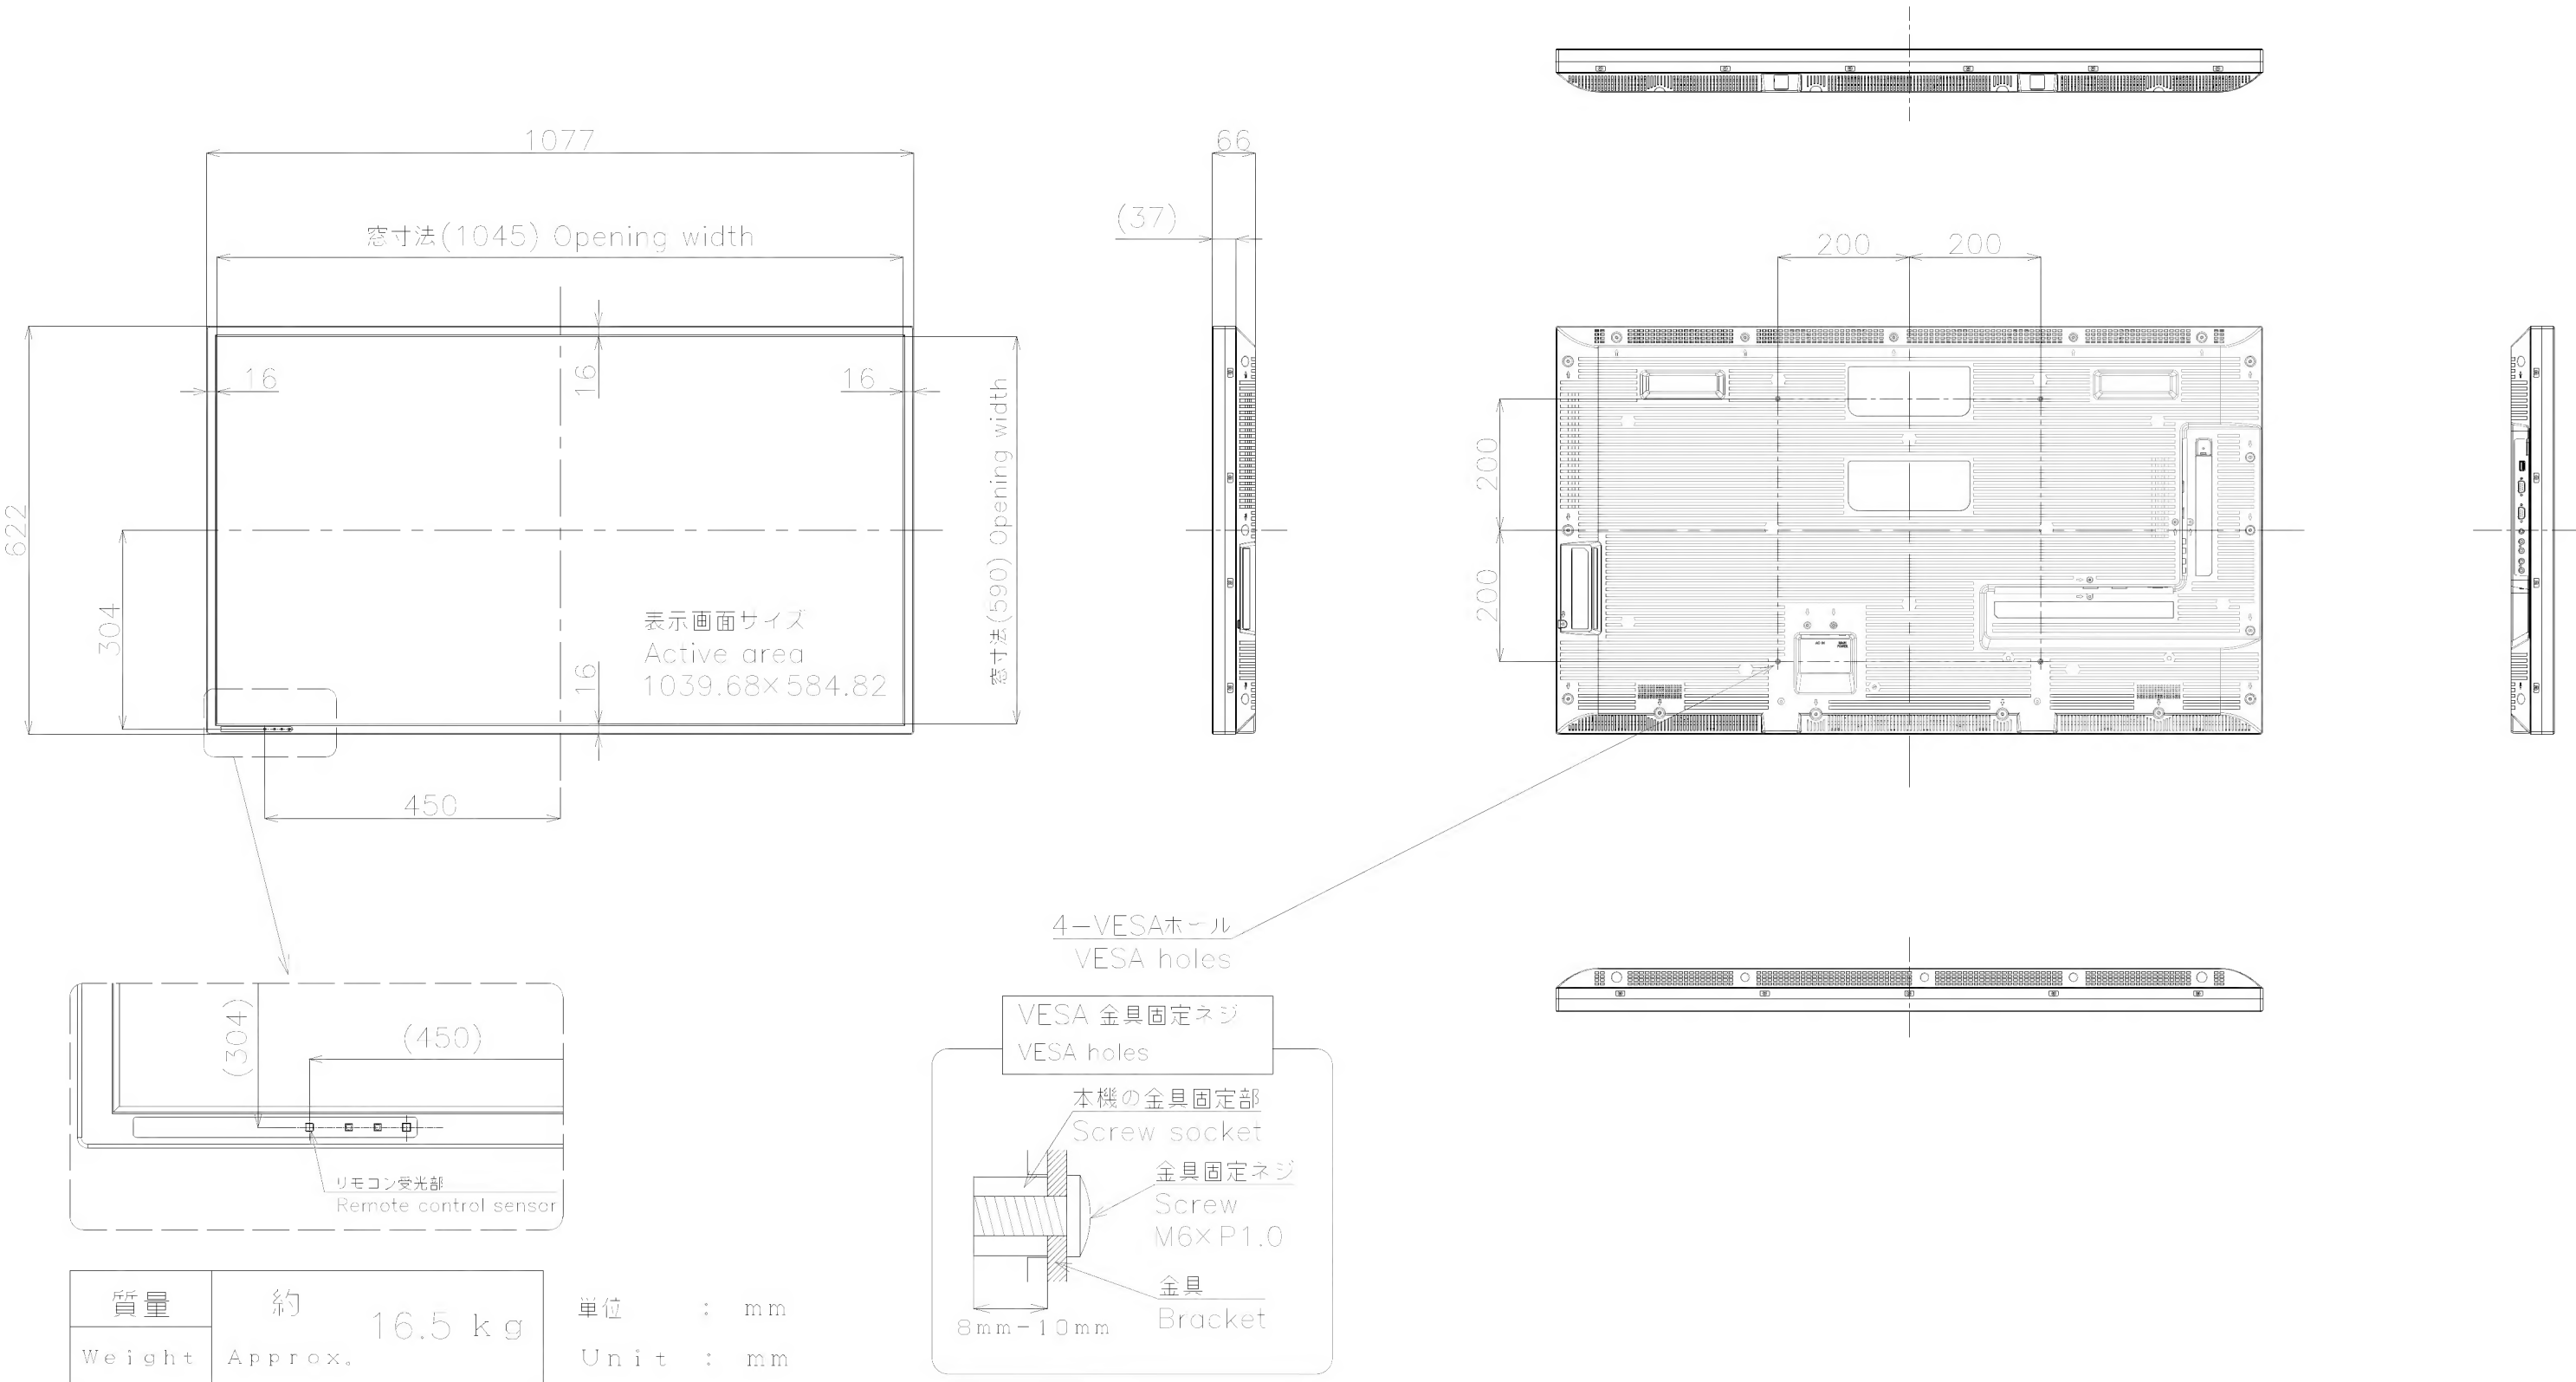 1077
窓寸法(1045) Opening width
16
16
16
622
304
窓寸法(590) Opening width
表示画面サイズ
Active area
1039.68×584.82
16
450
66
(37)
200
200
200
200
AC IN
4-VESAホール
VESA holes
(304)
(450)
リモコン受光部
Remote control sensor
VESA 金具固定ネジ
VESA holes
本機の金具固定部
Screw socket
金具固定ネジ
Screw
M6×P1.0
金具
Bracket
8mm-10mm
質量
約
16.5 kg
Weight
Approx.
単位 : mm
Unit : mm